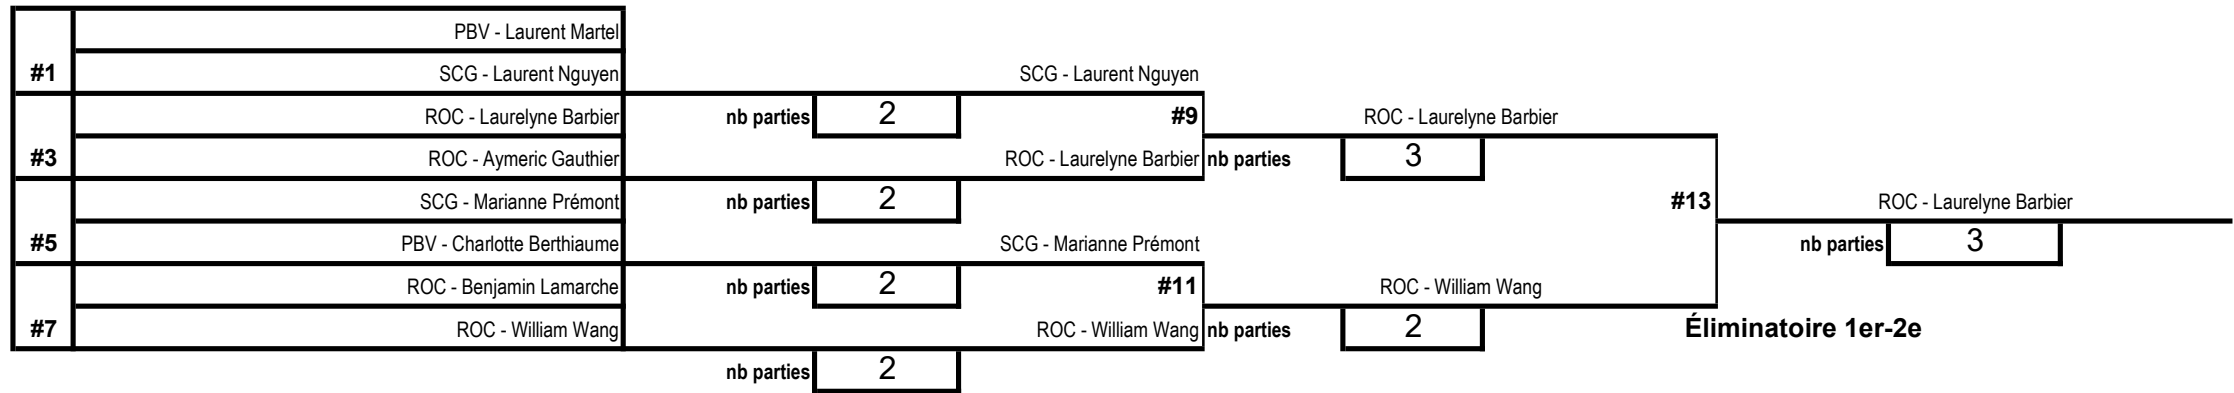 PBV - Laurent Martel
#1 SCG - Laurent Nguyen SCG - Laurent Nguyen
ROC - Laurelyne Barbier nb parties 2 #9 ROC - Laurelyne Barbier
#3 ROC - Aymeric Gauthier ROC - Laurelyne Barbier nb parties 3
SCG - Marianne Prémont nb parties 2 #13 ROC - Laurelyne Barbier
#5 PBV - Charlotte Berthiaume SCG - Marianne Prémont nb parties 3
ROC - Benjamin Lamarche nb parties 2 #11 ROC - William Wang
#7 ROC - William Wang ROC - William Wang nb parties 2 Éliminatoire 1er-2e
nb parties 2